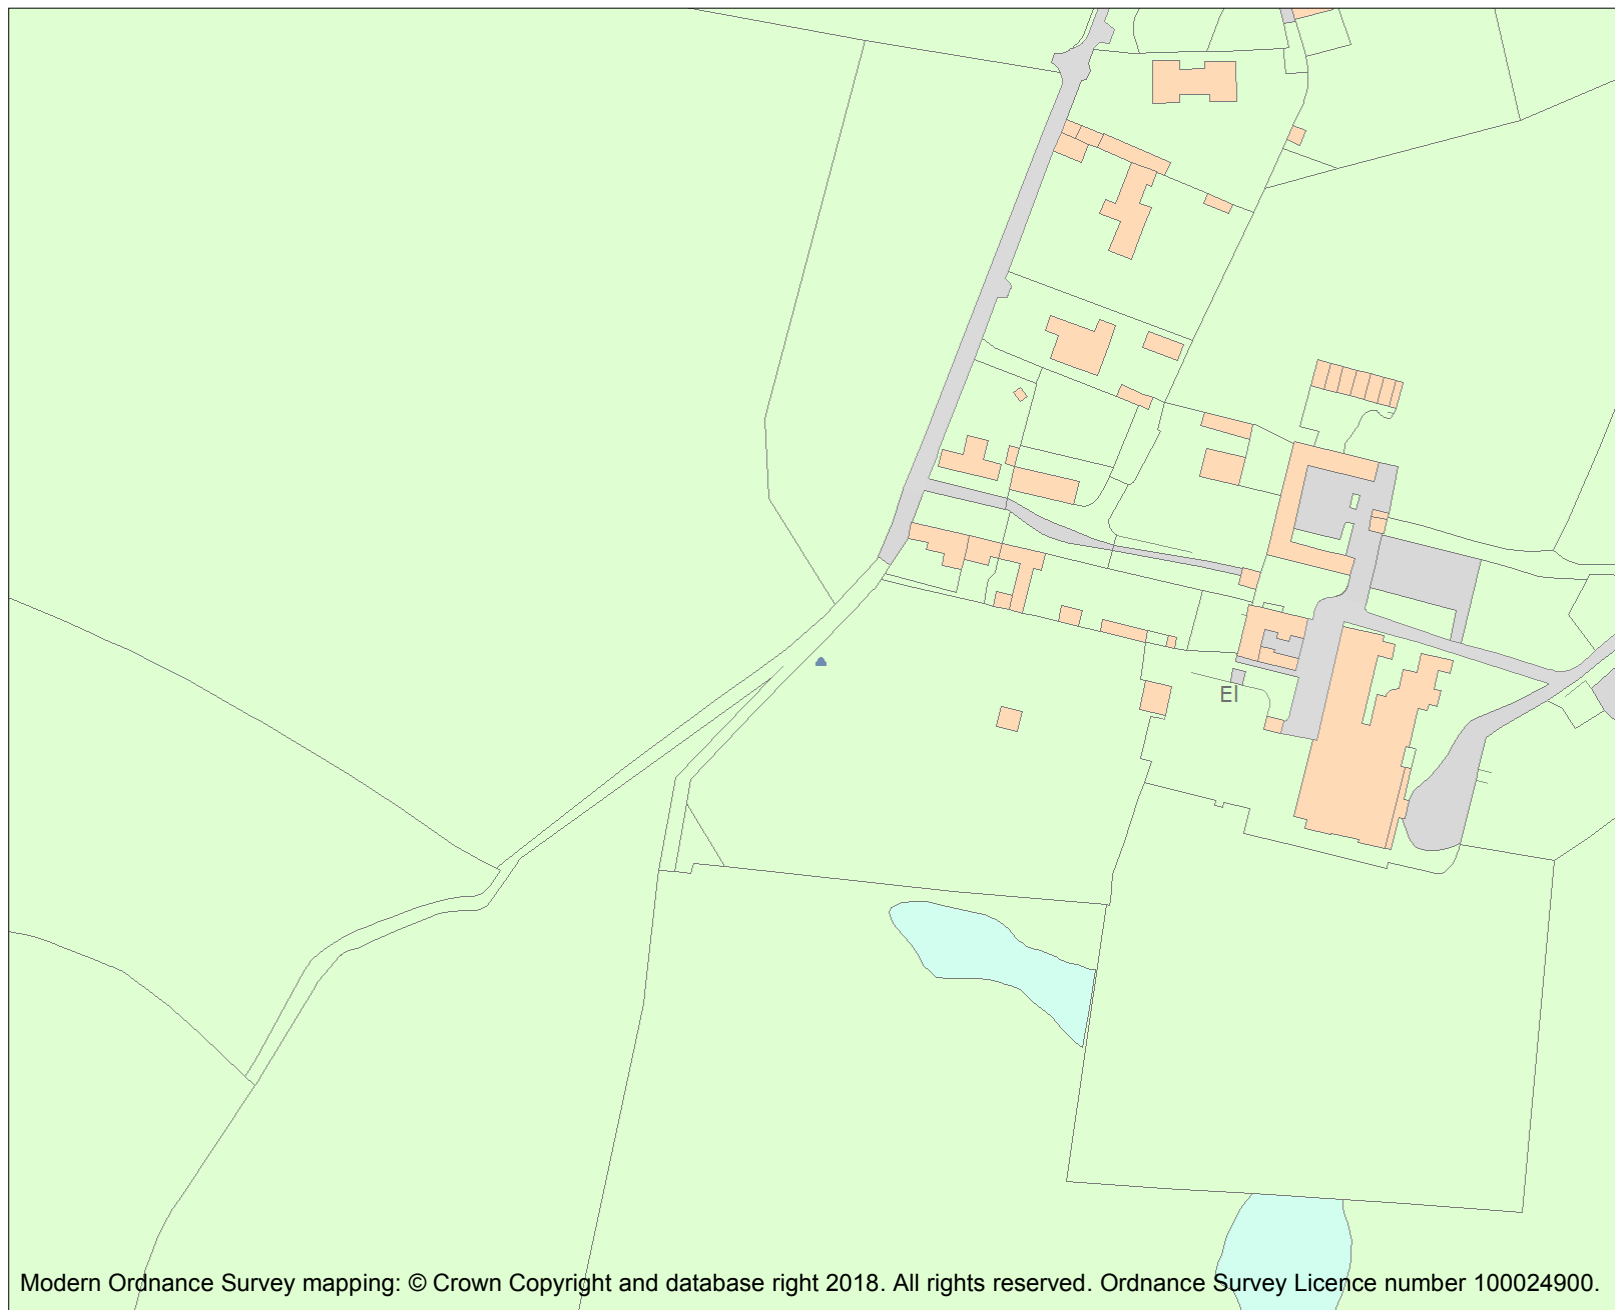 El
Modern Ordnance Survey mapping: © Crown Copyright and database right 2018. All rights reserved. Ordnance Survey Licence number 100024900.